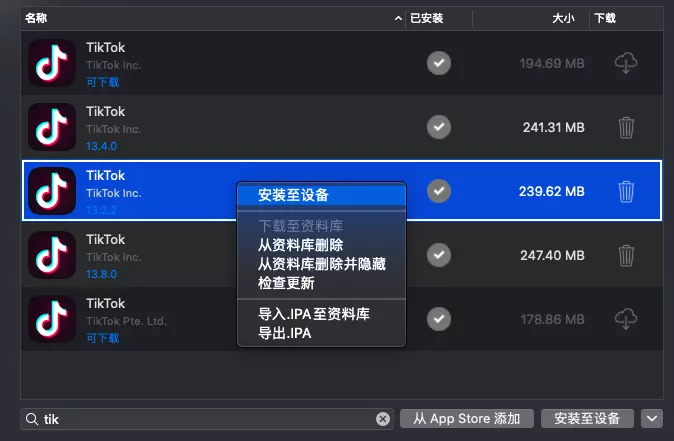 名称 已安装 大小 下载
TikTok
TikTok Inc.
可下载
194.69 MB
TikTok
TikTok Inc.
13.4.0
241.31 MB
TikTok
TikTok Inc.
13.2.2
239.62 MB
安装至设备
下载至资料库
从资料库删除
从资料库删除并隐藏
检查更新
导入.IPA至资料库
导出.IPA
TikTok
TikTok Inc.
13.8.0
247.40 MB
TikTok
TikTok Pte. Ltd.
可下载
178.86 MB
tik
从 App Store 添加
安装至设备